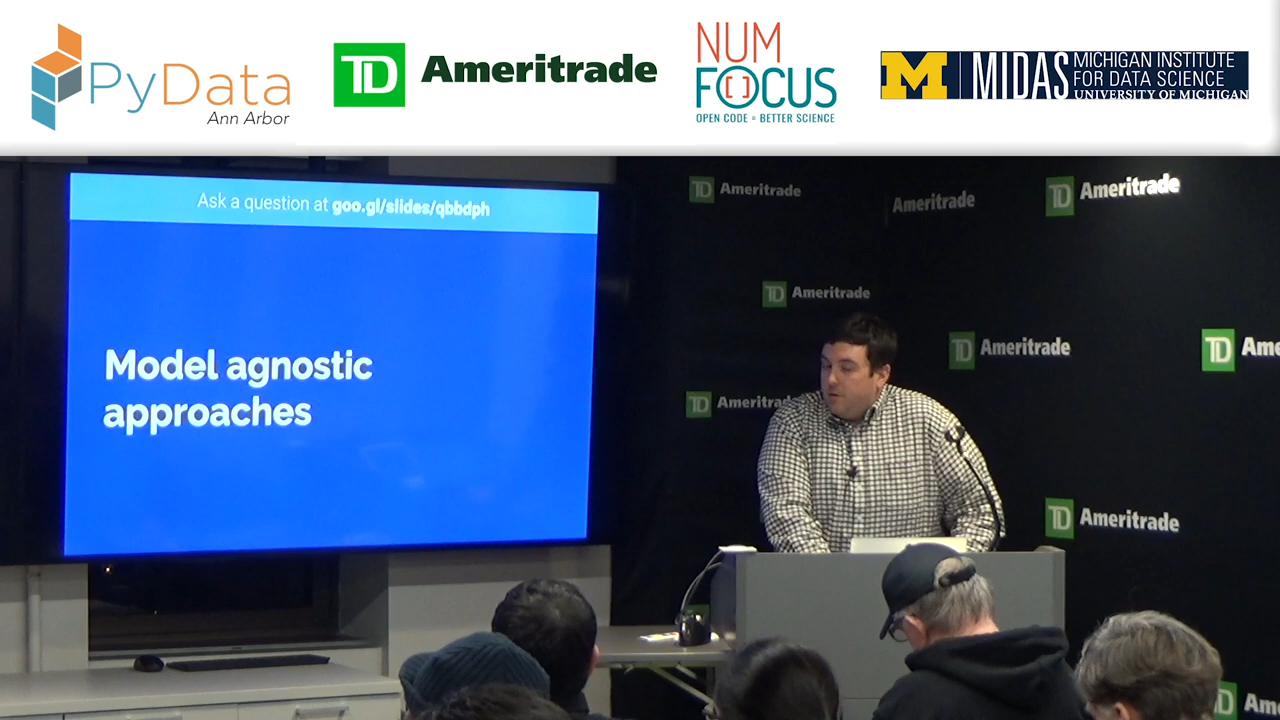 PyData
Ann Arbor
TD Ameritrade
NUM
FOCUS
OPEN CODE = BETTER SCIENCE
M MIDAS
MICHIGAN INSTITUTE
FOR DATA SCIENCE
UNIVERSITY OF MICHIGAN
Ask a question at goo.gl/slides/qbbdph
Model agnostic
approaches
TD Ameritrade
Ameritrade
TD Ameritrade
TD Ameritrade
TD Ameritrade
TD Ame
TD Ameritrade
TD Ameritrade
D Am